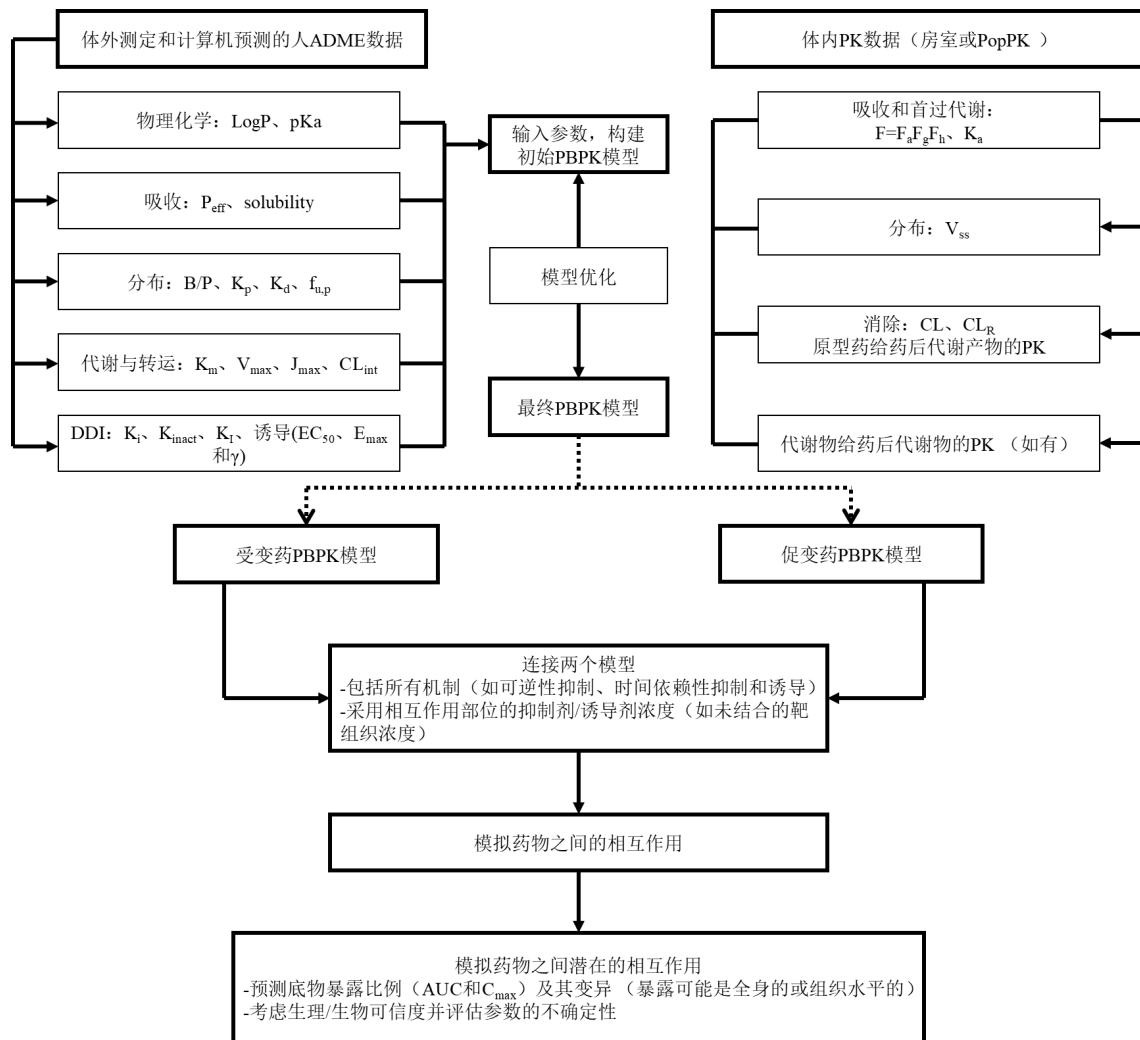 体外测定和计算机预测的人ADME数据
体内PK数据（房室或PopPK ）
物理化学：LogP、pKa
吸收：Peff、solubility
分布：B/P、Kp、Kd、fu,p
代谢与转运：Km、Vmax、Jmax、CLint
DDI：Ki、Kinact、KI、诱导(EC50、Emax
和γ)
输入参数，构建
初始PBPK模型
模型优化
最终PBPK模型
吸收和首过代谢：
F=FaFgFh、Ka
分布：Vss
消除：CL、CLR
原型药给药后代谢产物的PK
代谢物给药后代谢物的PK （如有）
受变药PBPK模型
促变药PBPK模型
连接两个模型
-包括所有机制（如可逆性抑制、时间依赖性抑制和诱导）
-采用相互作用部位的抑制剂/诱导剂浓度（如未结合的靶
组织浓度）
模拟药物之间的相互作用
模拟药物之间潜在的相互作用
-预测底物暴露比例（AUC和Cmax）及其变异 （暴露可能是全身的或组织水平的）
-考虑生理/生物可信度并评估参数的不确定性